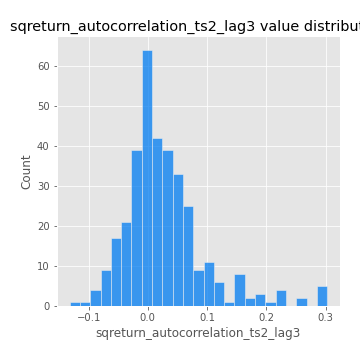 sqreturn_autocorrelation_ts2_lag3 value distribut
60
50
40
30
20
10
0
Count
−0.1 0.0 0.1 0.2 0.3
sqreturn_autocorrelation_ts2_lag3